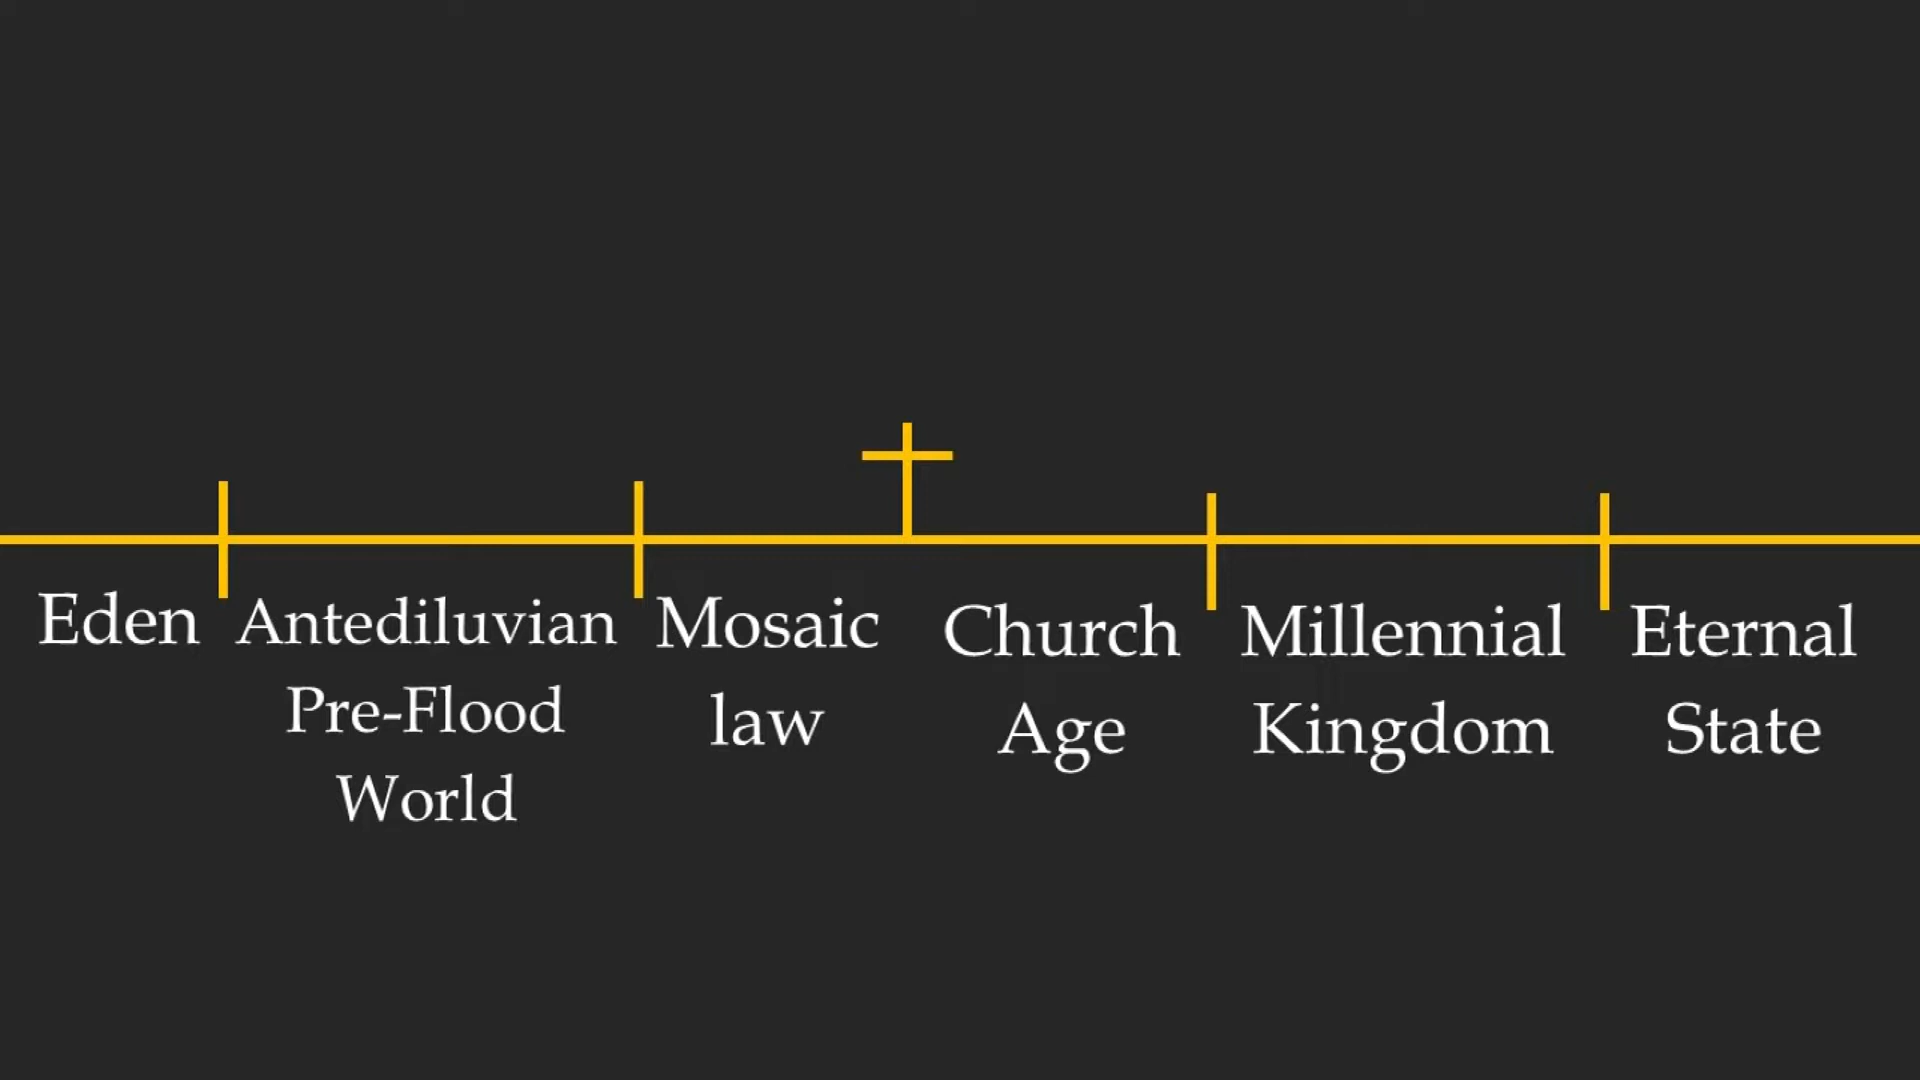 Eden
Antediluvian
Pre-Flood
World
Mosaic
law
Church
Age
Millennial
Kingdom
Eternal
State